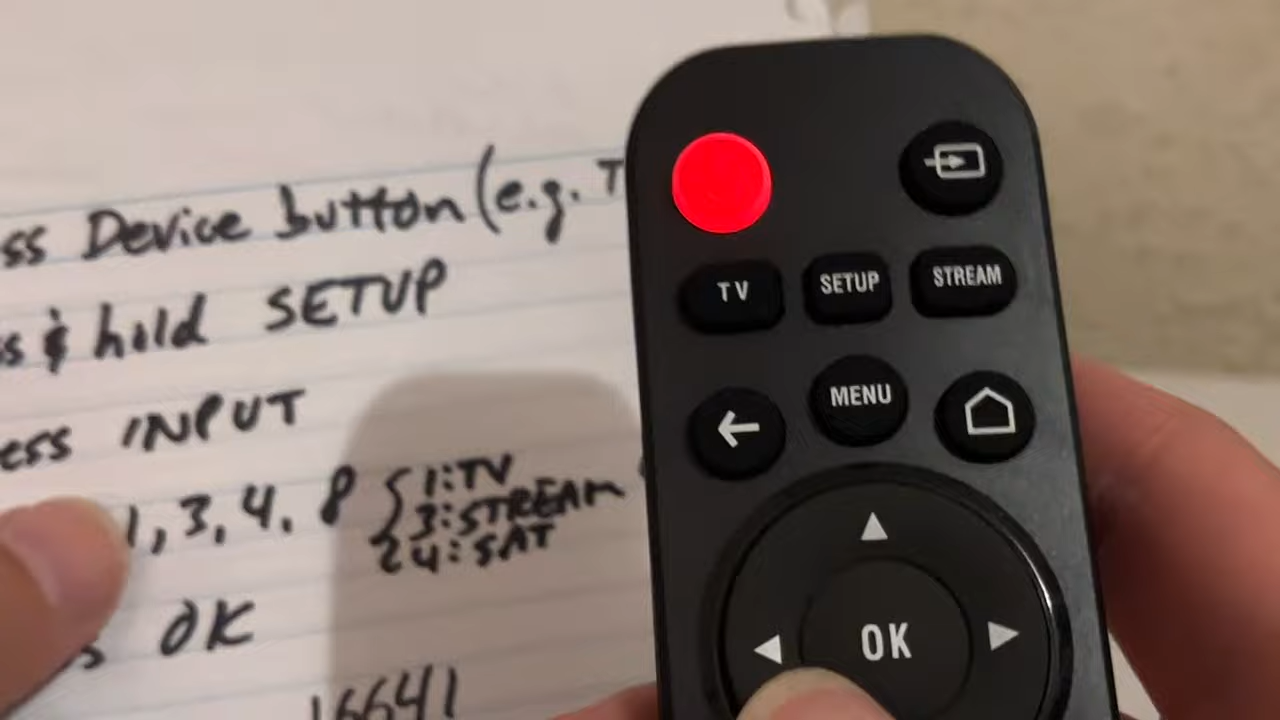 ss Device button (e.g. T
ss & hold SETUP
ess INPUT
1, 3, 4. 8 { 1:TV
3:STREAM
4:SAT
s OK
16641
TV SETUP STREAM
MENU
OK